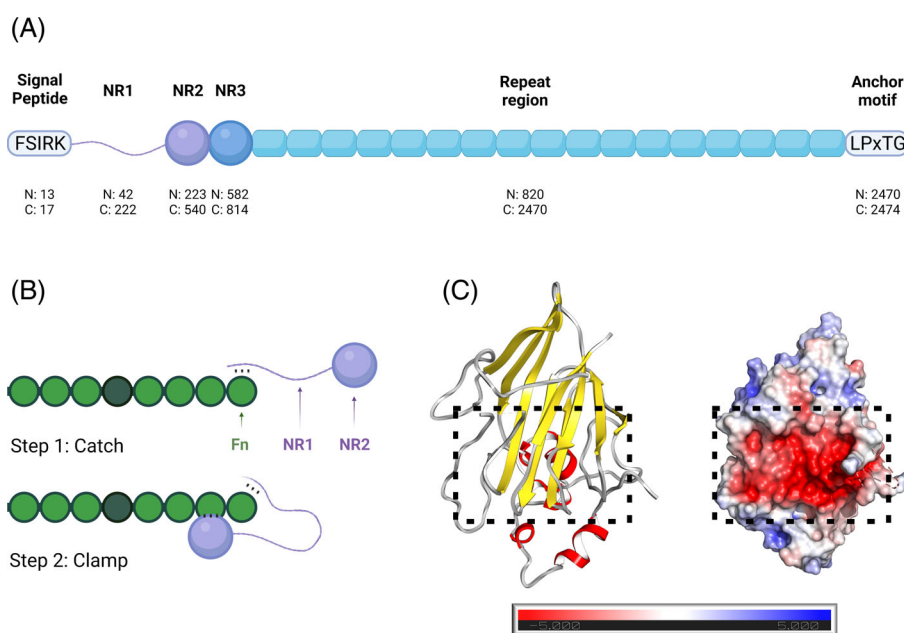 (A)
Signal
Peptide
NR1
NR2
NR3
Repeat
region
Anchor
motif
FSIRK
LPxTG
N: 13
C: 17
N: 42
C: 222
N: 223
C: 540
N: 582
C: 814
N: 820
C: 2470
N: 2470
C: 2474
(B)
Fn
NR1
NR2
Step 1: Catch
Step 2: Clamp
(C)
-5.000
5.000